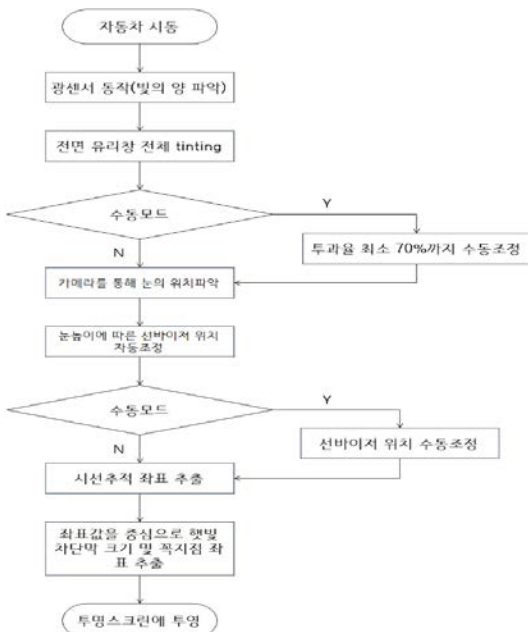 자동차 시동
광센서 동작(빛의 양 파악)
전면 유리창 전체 tinting
수동모드
Y
N
투과율 최소 70%까지 수동조정
카메라를 통해 눈의 위치파악
눈높이에 따른 선바이저 위치
자동조정
수동모드
Y
N
선바이저 위치 수동조정
시선추적 좌표 추출
좌표값을 중심으로 햇빛
차단막 크기 및 꼭지점 좌
표 추출
투명스크린에 투영